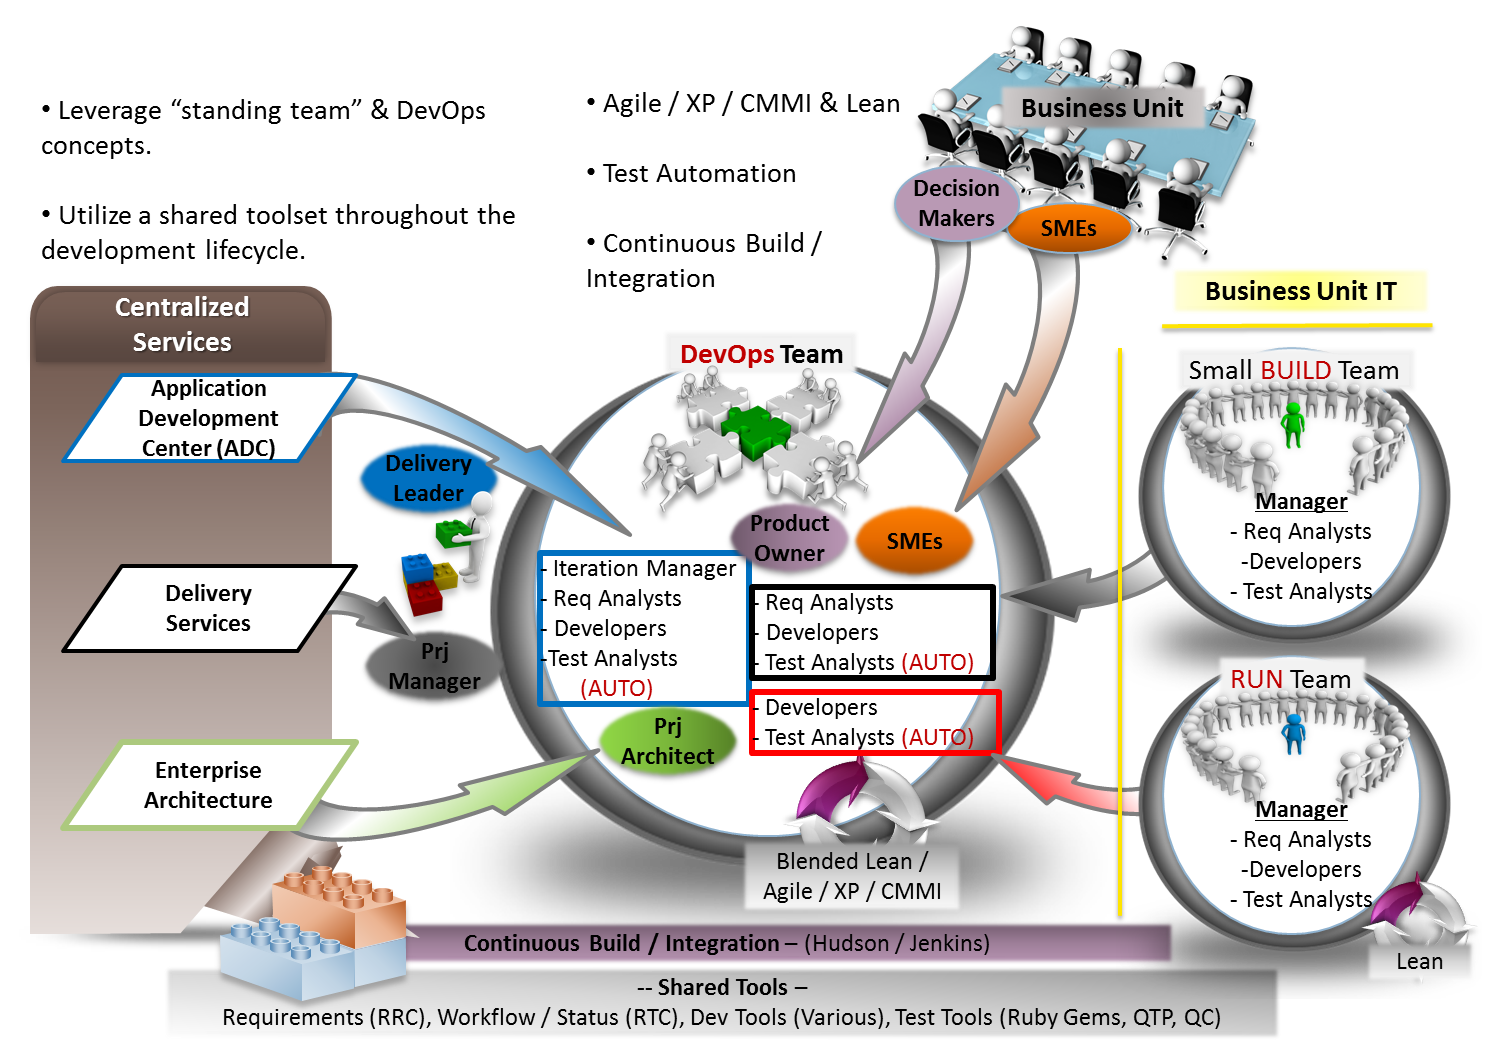 • Leverage “standing team” & DevOps
concepts.
• Utilize a shared toolset throughout the
development lifecycle.
• Agile / XP / CMMI & Lean
• Test Automation
• Continuous Build /
Integration
Business Unit
Decision
Makers
SMEs
Business Unit IT
Centralized
Services
Application
Development
Center (ADC)
Delivery
Services
Enterprise
Architecture
Delivery
Leader
Prj
Manager
DevOps Team
Product
Owner
SMEs
- Iteration Manager
- Req Analysts
- Developers
-Test Analysts
(AUTO)
- Req Analysts
- Developers
- Test Analysts (AUTO)
- Developers
- Test Analysts (AUTO)
Prj
Architect
Blended Lean /
Agile / XP / CMMI
Small BUILD Team
Manager
- Req Analysts
-Developers
- Test Analysts
RUN Team
Manager
- Req Analysts
-Developers
- Test Analysts
Lean
Continuous Build / Integration – (Hudson / Jenkins)
-- Shared Tools –
Requirements (RRC), Workflow / Status (RTC), Dev Tools (Various), Test Tools (Ruby Gems, QTP, QC)